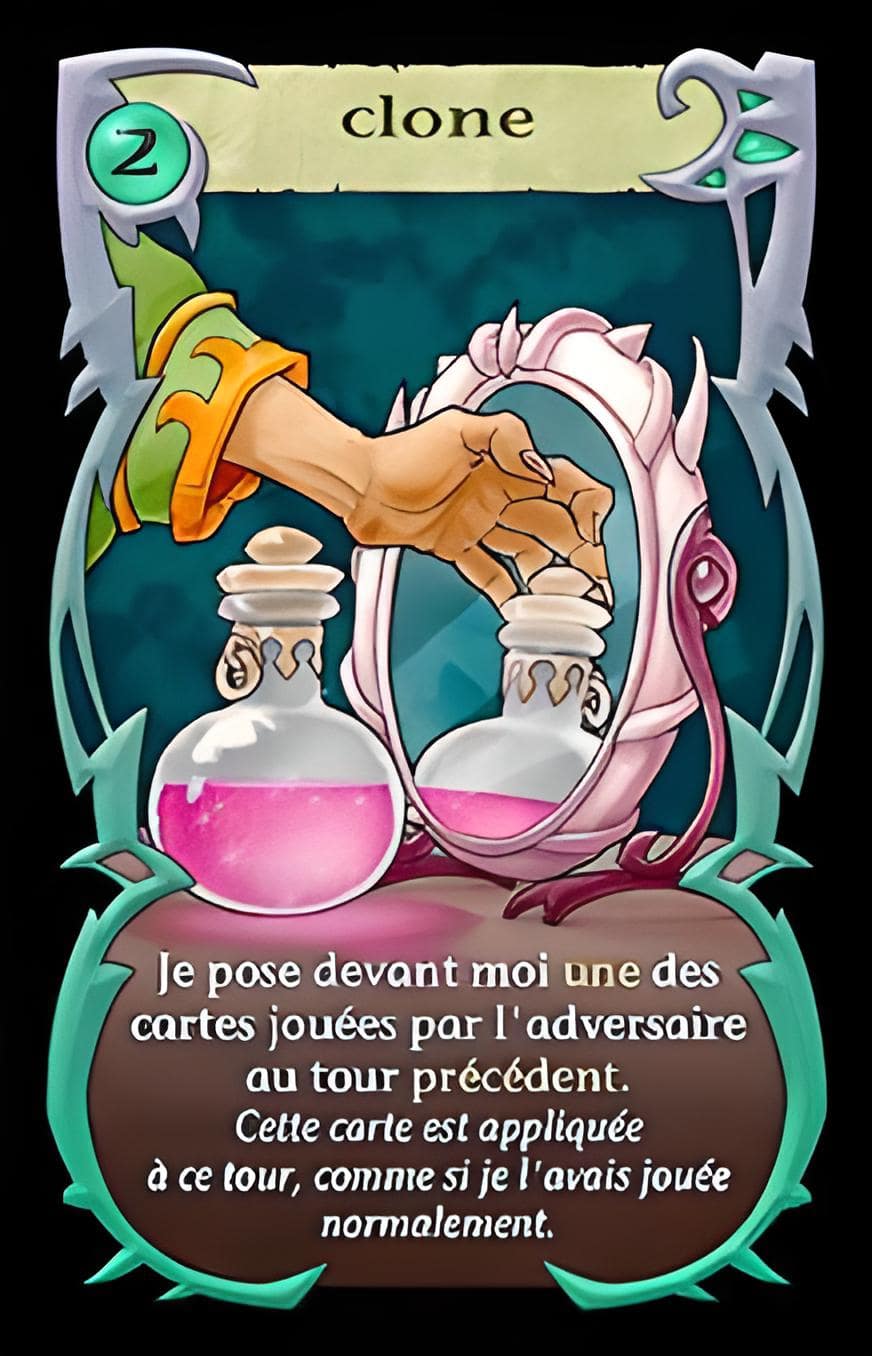 2
clone
Je pose devant moi une des
cartes jouées par l'adversaire
au tour précédent.
Cette carte est appliquée
à ce tour, comme si je l'avais jouée
normalement.